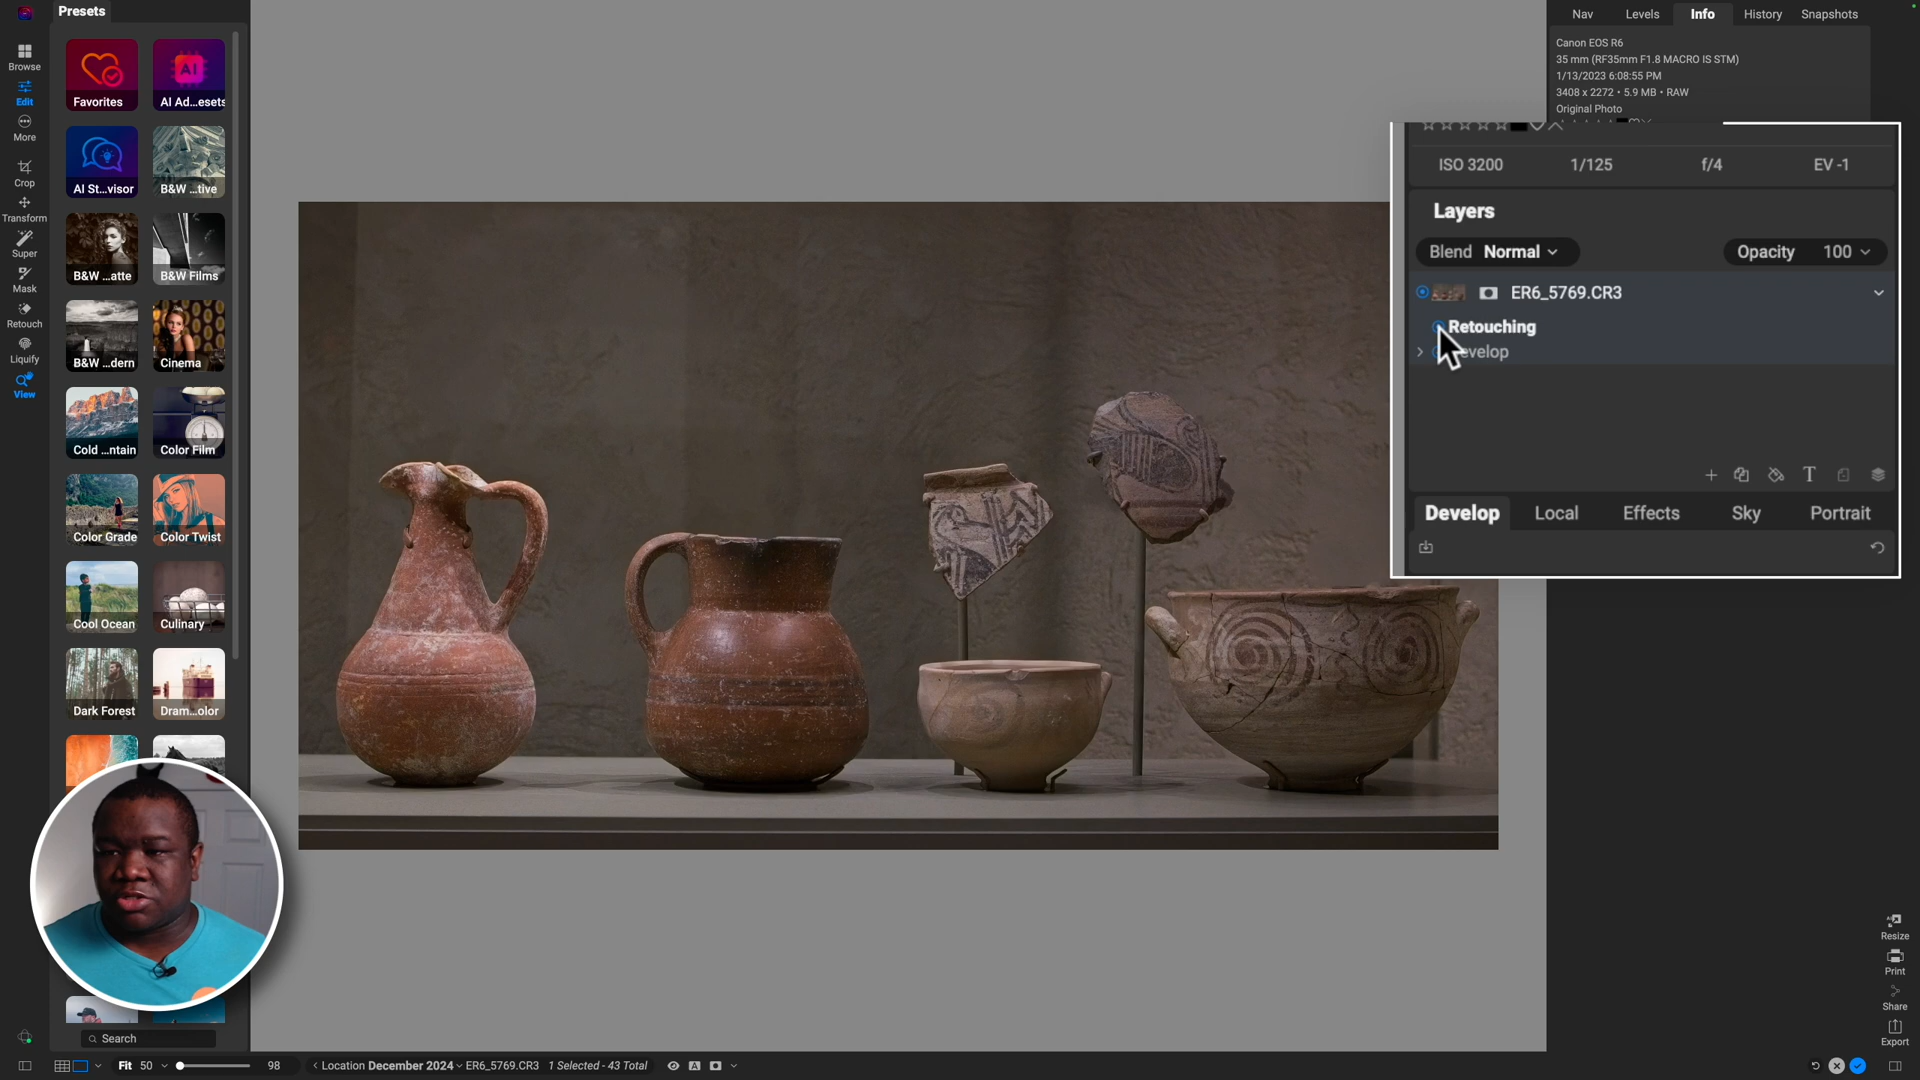 Presets
Nav
Levels
Info
History
Snapshots
Canon EOS R6
35 mm (RF35mm F1.8 MACRO IS STM)
1/13/2023 6:08:55 PM
3408 x 2272 • 5.9 MB • RAW
Original Photo
ISO 3200
1/125
f/4
EV -1
Layers
Blend Normal
Opacity 100
ER6_5769.CR3
Retouching
evelop
Develop
Local
Effects
Sky
Portrait
Browse
Edit
More
Crop
Transform
Super
Mask
Retouch
Liquify
View
Favorites
AI Ad...esets
AI St...visor
B&W ...tive
B&W ...atte
B&W Films
B&W ...dern
Cinema
Cold ...ntain
Color Film
Color Grade
Color Twist
Cool Ocean
Culinary
Dark Forest
Dram...olor
Search
Resize
Print
Share
Export
Fit 50
98
< Location December 2024 ER6_5769.CR3 1 Selected - 43 Total
A